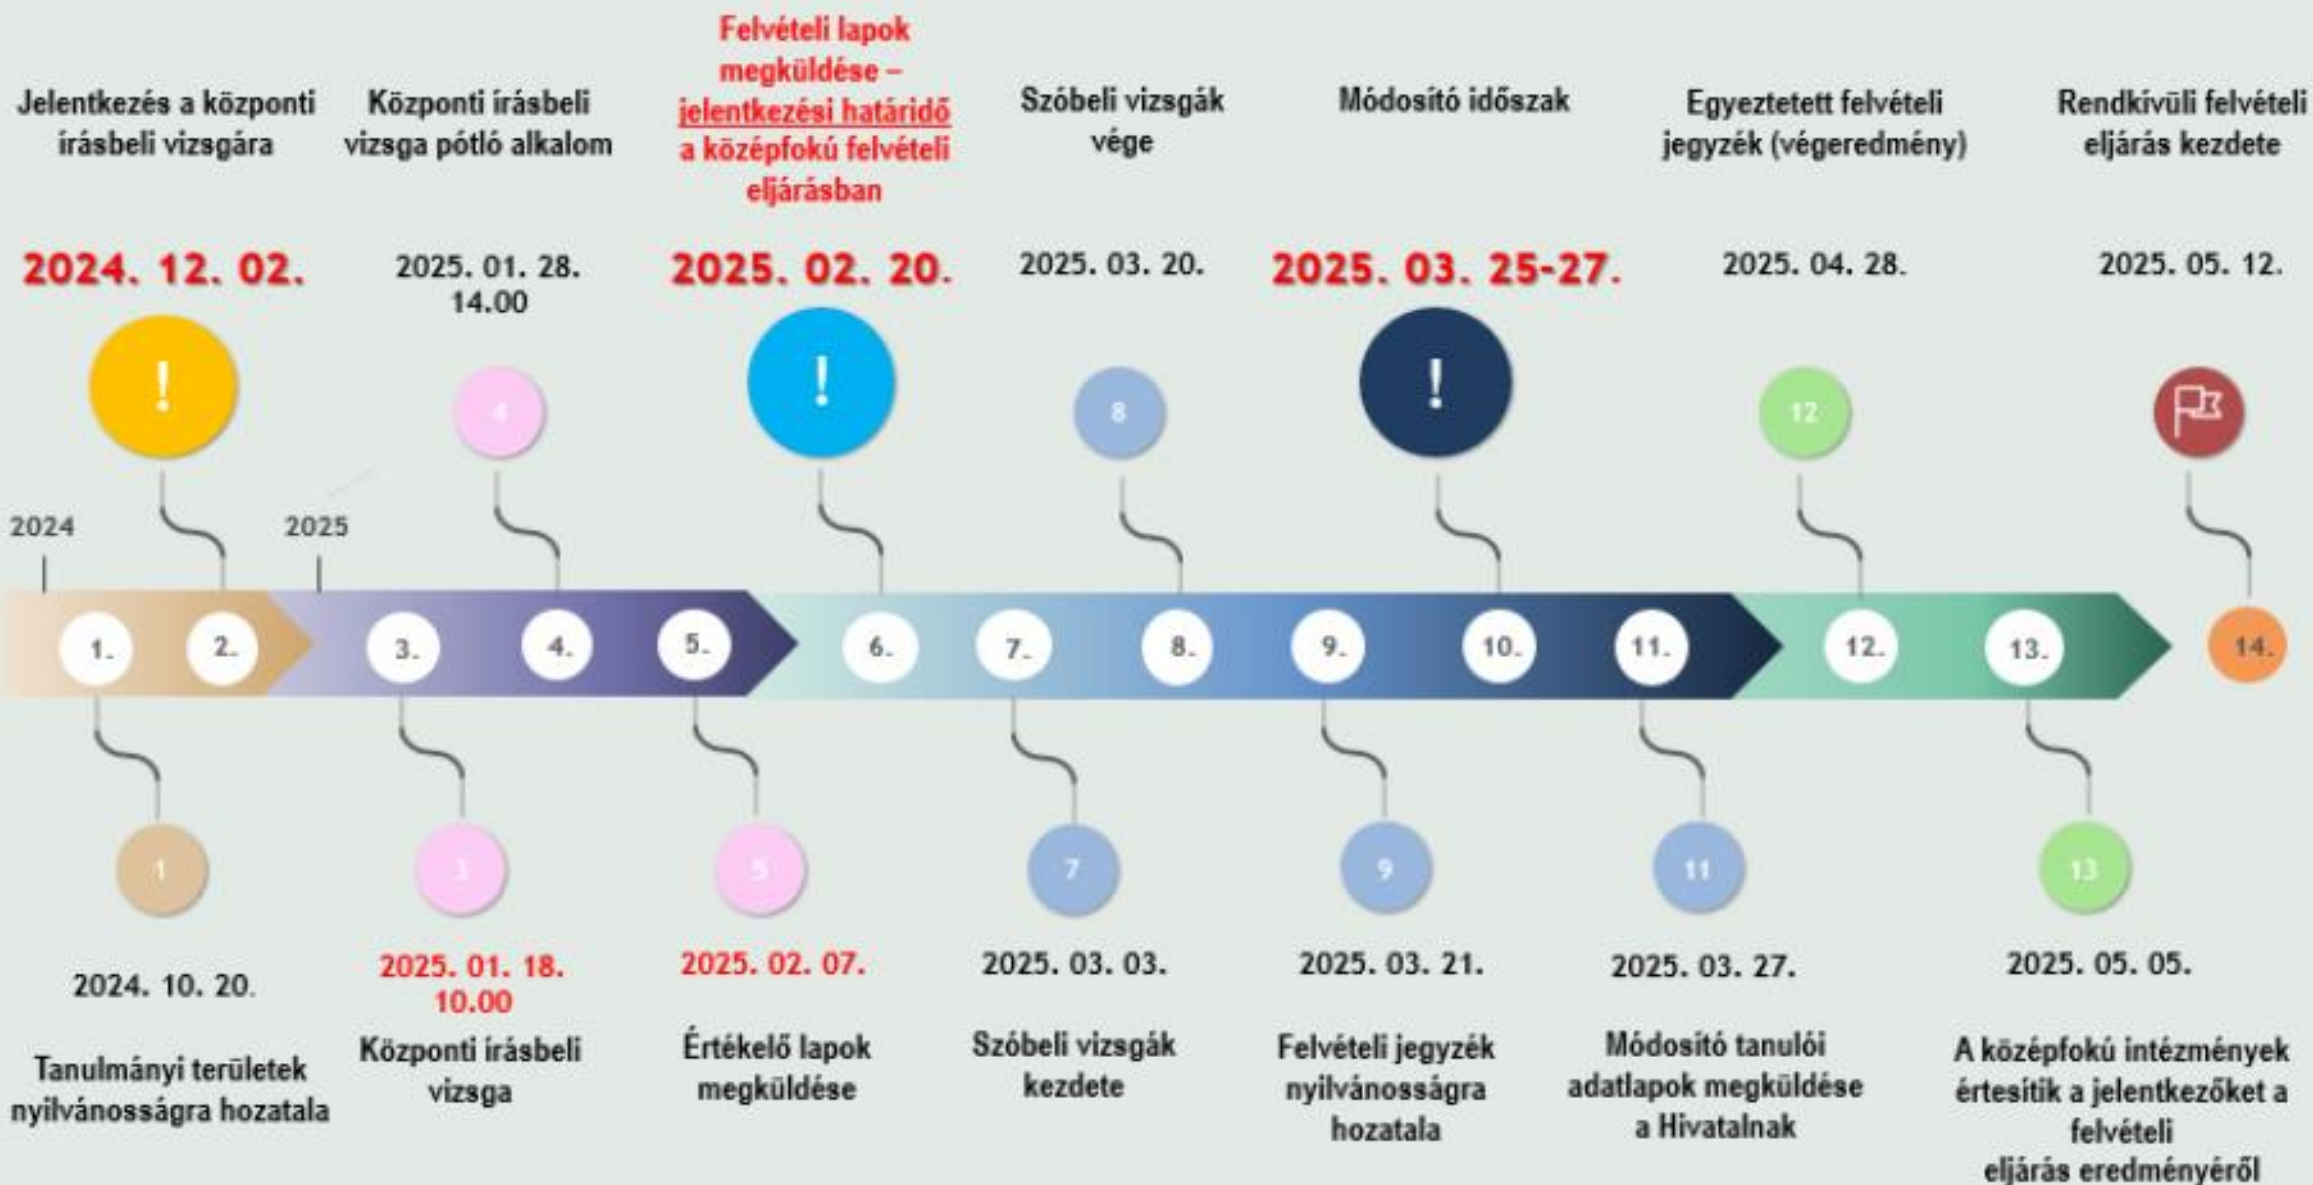 Jelentkezés a központi
írásbeli vizsgára
2024. 12. 02.
!
Központi írásbeli
vizsga pótló alkalom
2025. 01. 28.
14.00
4
Felvételi lapok
megküldése –
jelentkezési határidő
a középfokú felvételi
eljárásban
2025. 02. 20.
!
Szóbeli vizsgák
vége
2025. 03. 20.
8
Módosító időszak
2025. 03. 25-27.
!
Egyeztetett felvételi
jegyzék (végeredmény)
2025. 04. 28.
12
Rendkívüli felvételi
eljárás kezdete
2025. 05. 12.
2024
2025
1.
2.
3.
4.
5.
6.
7.
8.
9.
10.
11.
12.
13.
14.
1
2024. 10. 20.
Tanulmányi területek
nyilvánosságra hozatala
3
2025. 01. 18.
10.00
Központi írásbeli
vizsga
5
2025. 02. 07.
Értékelő lapok
megküldése
7
2025. 03. 03.
Szóbeli vizsgák
kezdete
9
2025. 03. 21.
Felvételi jegyzék
nyilvánosságra
hozatala
11
2025. 03. 27.
Módosító tanulói
adatlapok megküldése
a Hivatalnak
13
2025. 05. 05.
A középfokú intézmények
értesítik a jelentkezőket a
felvételi
eljárás eredményéről